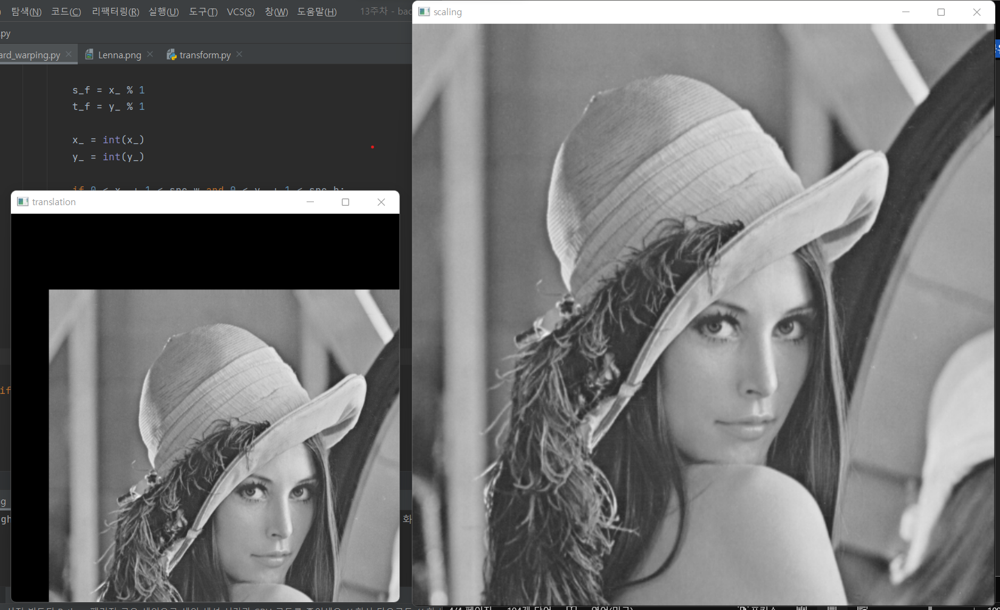 탐색(N) 코드(C) 리팩터링(R) 실행(U) 도구(T) VCS(S) 창(W) 도움말(H) 13주차 - bac
py
ard_warping.py Lenna.png transform.py
s_f = x_ % 1
t_f = y_ % 1
x_ = int(x_)
y_ = int(y_)
translation
scaling
if
g
gh
화